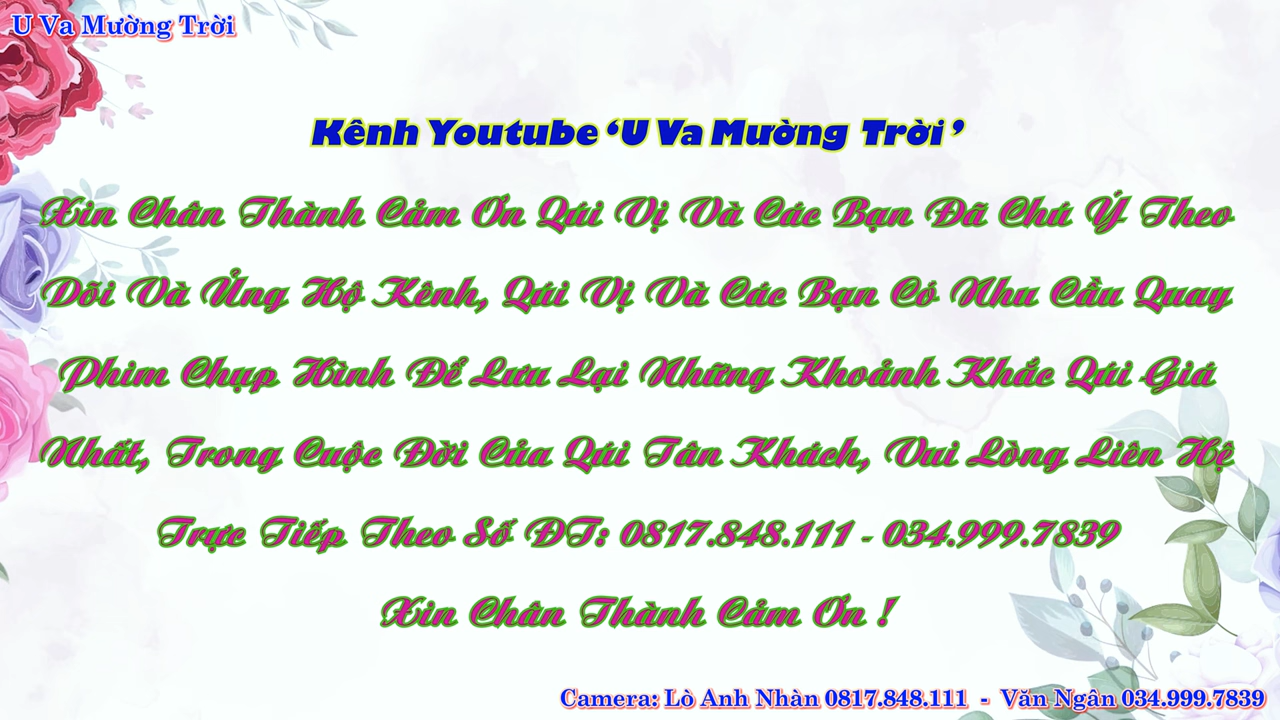 U Va Mường Trời
Kênh Youtube ‘U Va Mường Trời’
Xin Chân Thành Cảm Ơn Qúi Vị Và Các Bạn Đã Chú Ý Theo
Dõi Và Ủng Hộ Kênh, Qúi Vị Và Các Bạn Có Nhu Cầu Quay
Phim Chụp Hình Để Lưu Lại Những Khoảnh Khắc Qúi Giá
Nhất, Trong Cuộc Đời Của Qúi Tân Khách, Vui Lòng Liên Hệ
Trực Tiếp Theo Số ĐT: 0817.848.111 - 034.999.7839
Xin Chân Thành Cảm Ơn !
Camera: Lò Anh Nhàn 0817.848.111 - Văn Ngân 034.999.7839